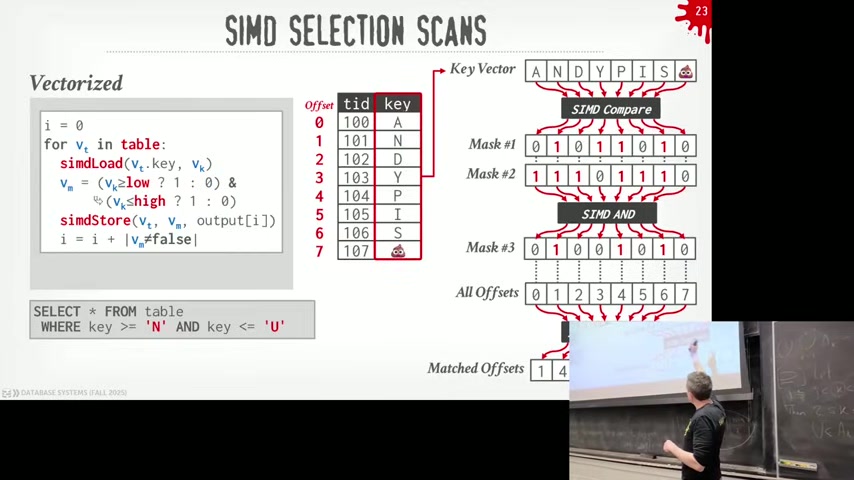 23
SIMD SELECTION SCANS
Vectorized
i = 0
for vt in table:
simdLoad(vt.key, vk)
vm = (vk≥low ? 1 : 0) &
↪(vk≤high ? 1 : 0)
simdStore(vt, vm, output[i])
i = i + |vm≠false|
SELECT * FROM table
WHERE key >= 'N' AND key <= 'U'
Offset tid key
0 100 A
1 101 N
2 102 D
3 103 Y
4 104 P
5 105 I
6 106 S
7 107 💩
Key Vector A N D Y P I S 💩
SIMD Compare
Mask #1 0 1 0 1 1 0 1 0
Mask #2 1 1 1 0 1 1 1 0
SIMD AND
Mask #3 0 1 0 0 1 0 1 0
All Offsets 0 1 2 3 4 5 6 7
Matched Offsets 1 4
DATABASE SYSTEMS (FALL 2025)